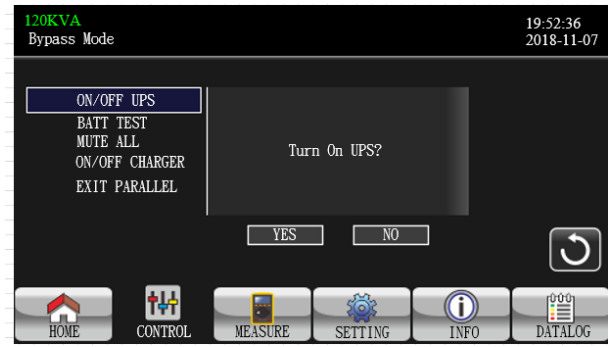 120KVA
19:52:36
Bypass Mode
2018-11-07
ON/OFF UPS
BATT TEST
MUTE ALL
ON/OFF CHARGER
EXIT PARALLEL
Turn On UPS?
YES
NO
HOME
CONTROL
MEASURE
SETTING
INFO
DATALOG